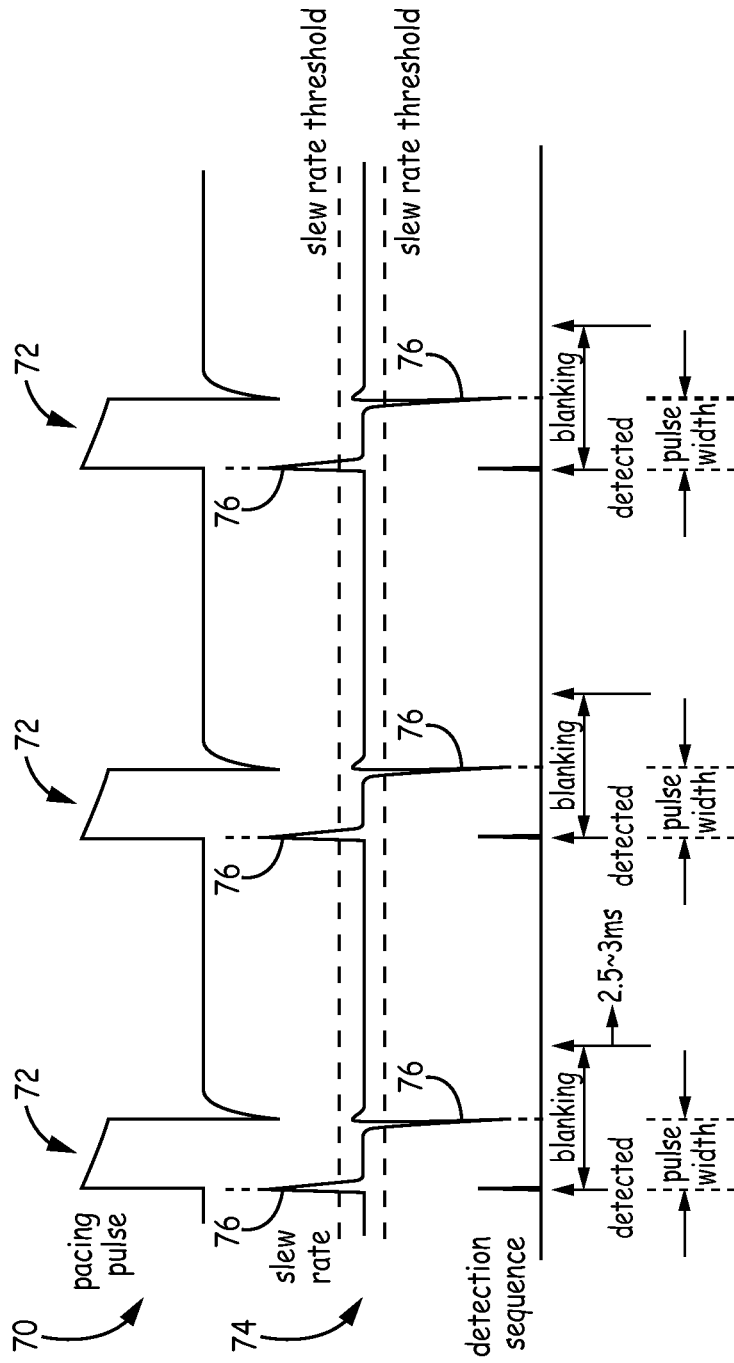 70
pacing
pulse
72
72
72
76
76
76
slew
rate
slew rate threshold
74
76
76
76
slew rate threshold
detection
sequence
blanking
blanking
blanking
detected
2.5~3ms
detected
detected
pulse
width
pulse
width
pulse
width